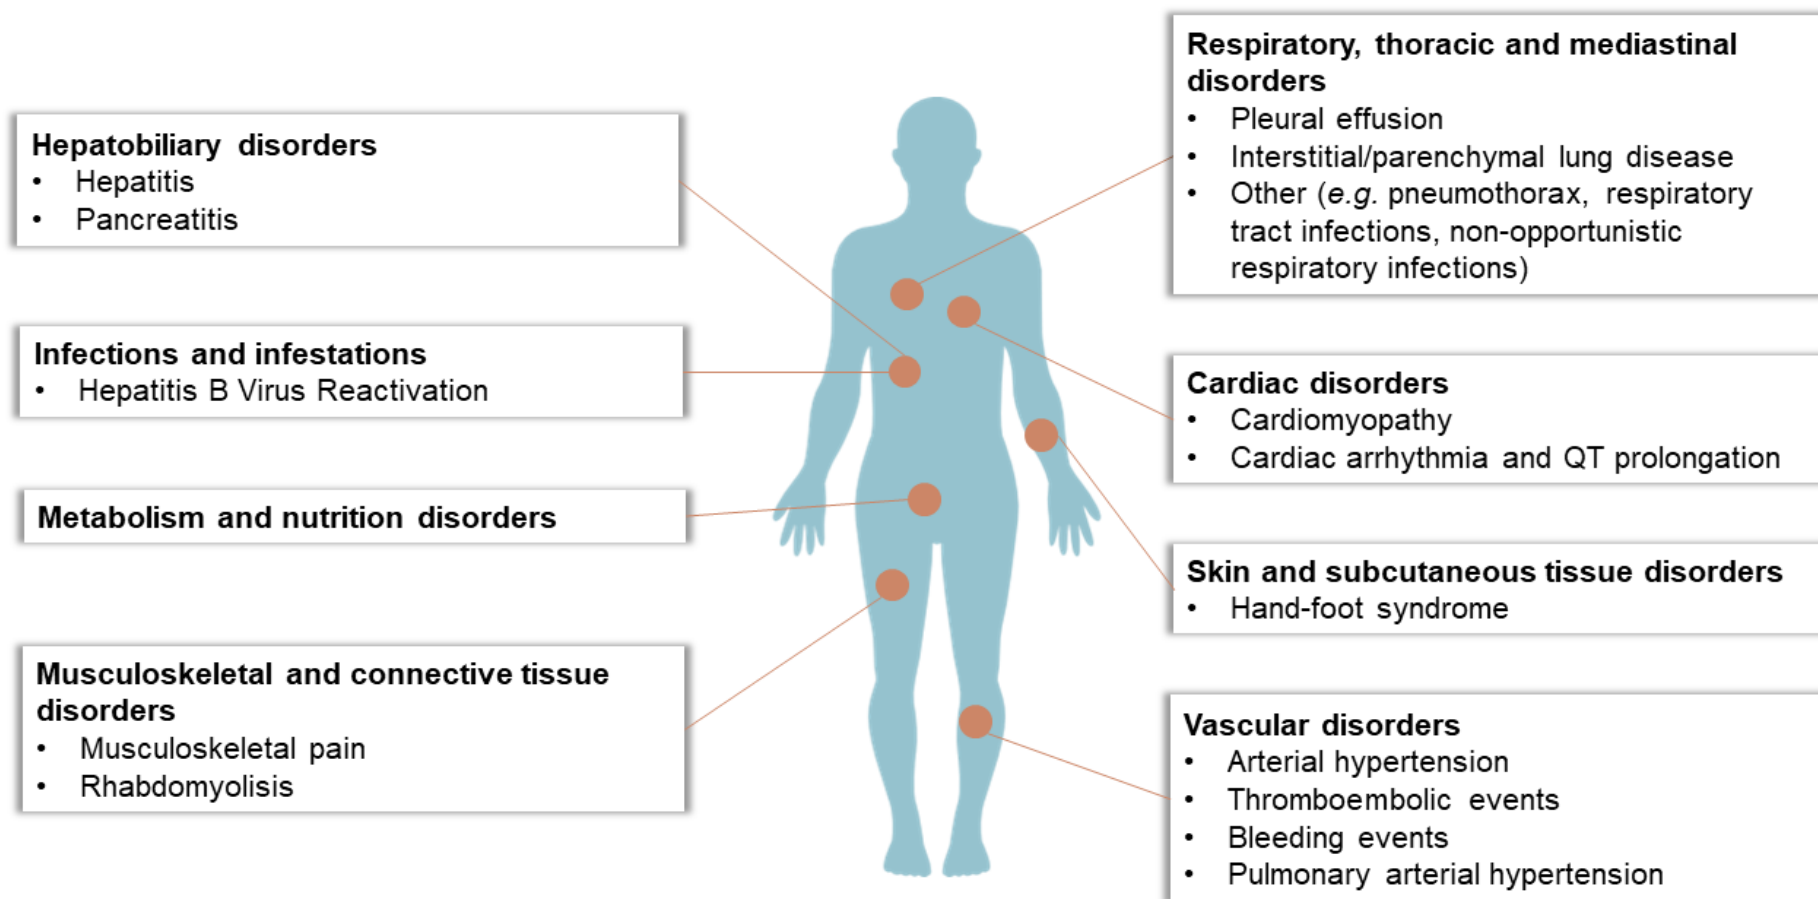 Hepatobiliary disorders
• Hepatitis
• Pancreatitis
Infections and infestations
• Hepatitis B Virus Reactivation
Metabolism and nutrition disorders
Musculoskeletal and connective tissue
disorders
• Musculoskeletal pain
• Rhabdomyolisis
Respiratory, thoracic and mediastinal
disorders
• Pleural effusion
• Interstitial/parenchymal lung disease
• Other (e.g. pneumothorax, respiratory
tract infections, non-opportunistic
respiratory infections)
Cardiac disorders
• Cardiomyopathy
• Cardiac arrhythmia and QT prolongation
Skin and subcutaneous tissue disorders
• Hand-foot syndrome
Vascular disorders
• Arterial hypertension
• Thromboembolic events
• Bleeding events
• Pulmonary arterial hypertension